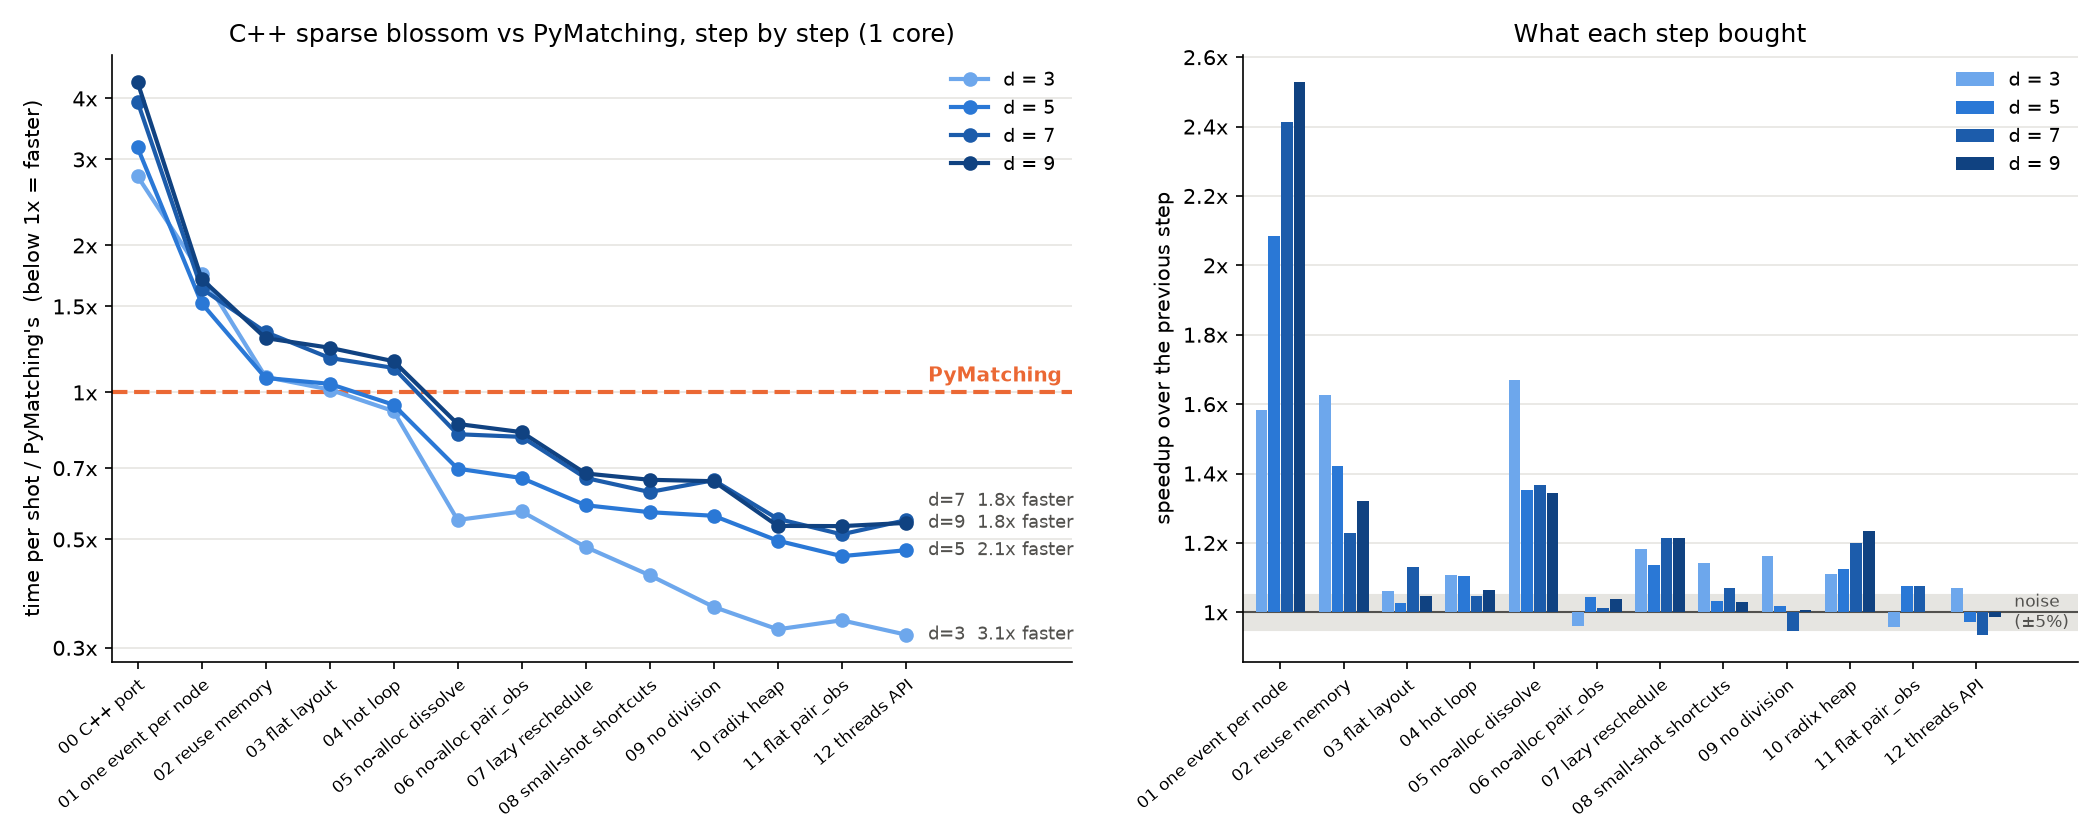 C++ sparse blossom vs PyMatching, step by step (1 core)
time per shot / PyMatching's  (below 1x = faster)
4x
3x
2x
1.5x
1x
0.7x
0.5x
0.3x
d = 3
d = 5
d = 7
d = 9
PyMatching
d=7  1.8x faster
d=9  1.8x faster
d=5  2.1x faster
d=3  3.1x faster
00 C++ port
01 one event per node
02 reuse memory
03 flat layout
04 hot loop
05 no-alloc dissolve
06 no-alloc pair_obs
07 lazy reschedule
08 small-shot shortcuts
09 no division
10 radix heap
11 flat pair_obs
12 threads API
What each step bought
speedup over the previous step
2.6x
2.4x
2.2x
2x
1.8x
1.6x
1.4x
1.2x
1x
d = 3
d = 5
d = 7
d = 9
noise
(±5%)
01 one event per node
02 reuse memory
03 flat layout
04 hot loop
05 no-alloc dissolve
06 no-alloc pair_obs
07 lazy reschedule
08 small-shot shortcuts
09 no division
10 radix heap
11 flat pair_obs
12 threads API